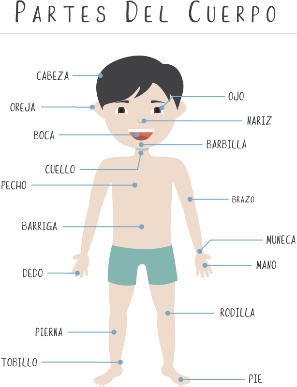 PARTES DEL CUERPO
CABEZA
OJO
OREJA
NARIZ
BOCA
BARBILLA
CUELLO
PECHO
BRAZO
BARRIGA
MUÑECA
MANO
DEDO
RODILLA
PIERNA
TOBILLO
PIE